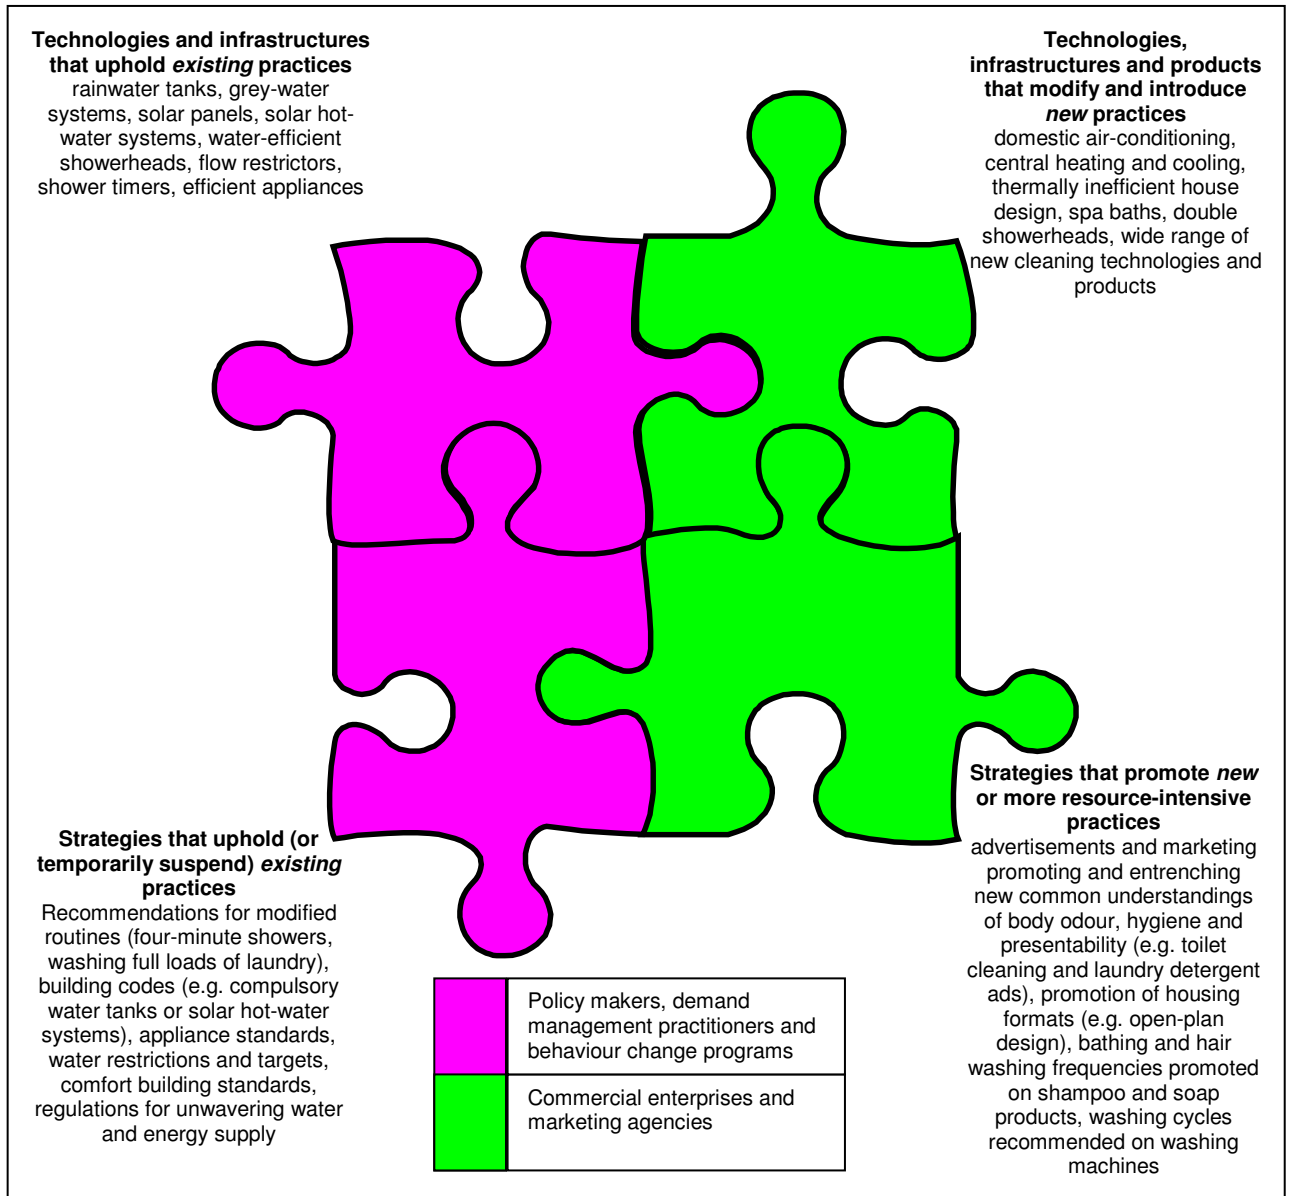 Technologies and infrastructures
that uphold existing practices
rainwater tanks, grey-water
systems, solar panels, solar hot-
water systems, water-efficient
showerheads, flow restrictors,
shower timers, efficient appliances
Technologies,
infrastructures and products
that modify and introduce
new practices
domestic air-conditioning,
central heating and cooling,
thermally inefficient house
design, spa baths, double
showerheads, wide range of
new cleaning technologies and
products
Strategies that uphold (or
temporarily suspend) existing
practices
Recommendations for modified
routines (four-minute showers,
washing full loads of laundry),
building codes (e.g. compulsory
water tanks or solar hot-water
systems), appliance standards,
water restrictions and targets,
comfort building standards,
regulations for unwavering water
and energy supply
Strategies that promote new
or more resource-intensive
practices
advertisements and marketing
promoting and entrenching
new common understandings
of body odour, hygiene and
presentability (e.g. toilet
cleaning and laundry detergent
ads), promotion of housing
formats (e.g. open-plan
design), bathing and hair
washing frequencies promoted
on shampoo and soap
products, washing cycles
recommended on washing
machines
Policy makers, demand
management practitioners and
behaviour change programs
Commercial enterprises and
marketing agencies